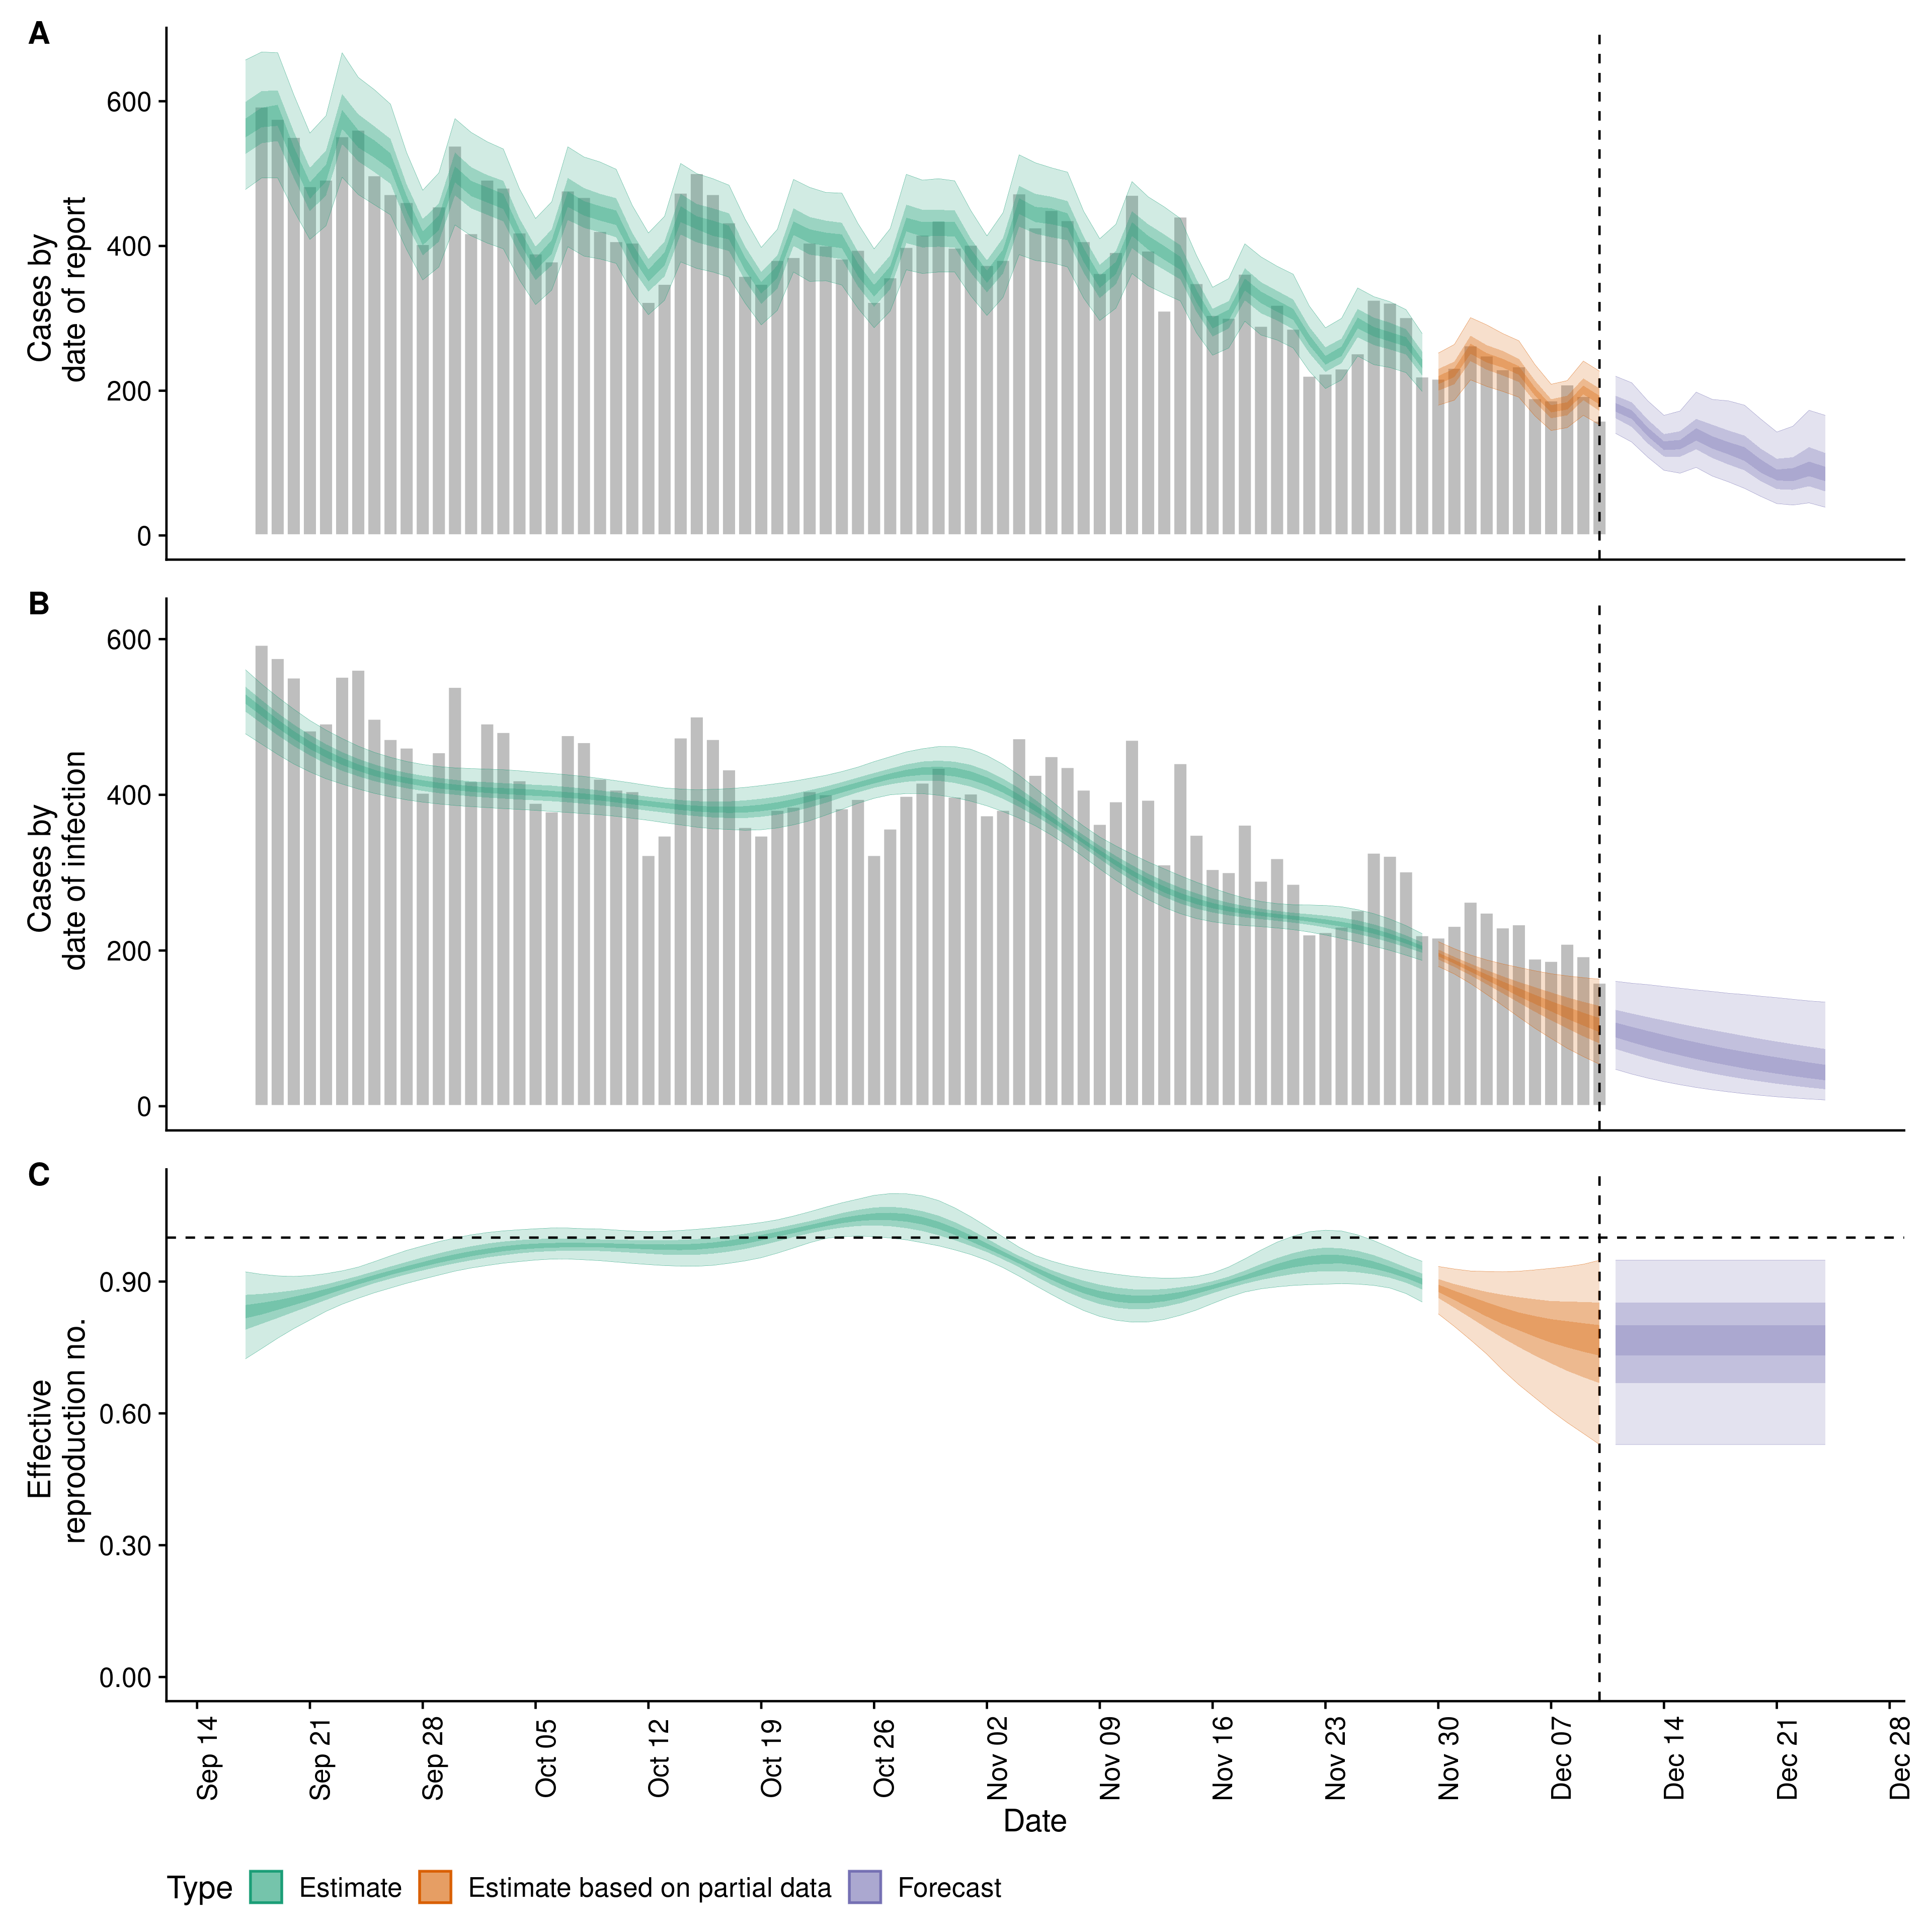 A
Cases by
date of report
600
400
200
0
B
Cases by
date of infection
600
400
200
0
C
Effective
reproduction no.
0.90
0.60
0.30
0.00
Sep 14
Sep 21
Sep 28
Oct 05
Oct 12
Oct 19
Oct 26
Nov 02
Nov 09
Nov 16
Nov 23
Nov 30
Dec 07
Dec 14
Dec 21
Dec 28
Date
Type Estimate Estimate based on partial data Forecast